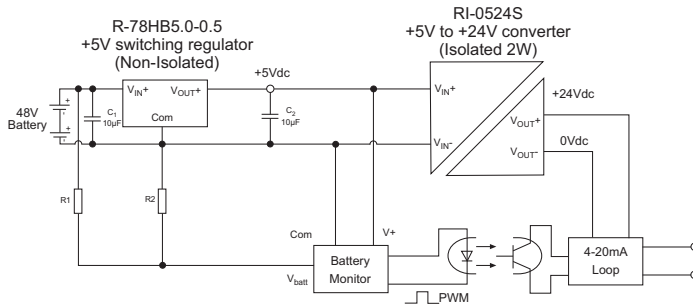 R-78HB5.0-0.5
+5V switching regulator
(Non-Isolated)
RI-0524S
+5V to +24V converter
(Isolated 2W)
+5Vdc
VIN+
VOUT+
Com
C1
10µF
C2
10µF
48V
Battery
+
-
+
-
VIN+
VIN-
VOUT+
VOUT-
+24Vdc
0Vdc
R1
R2
Com
V+
Vbatt
Battery
Monitor
PWM
4-20mA
Loop